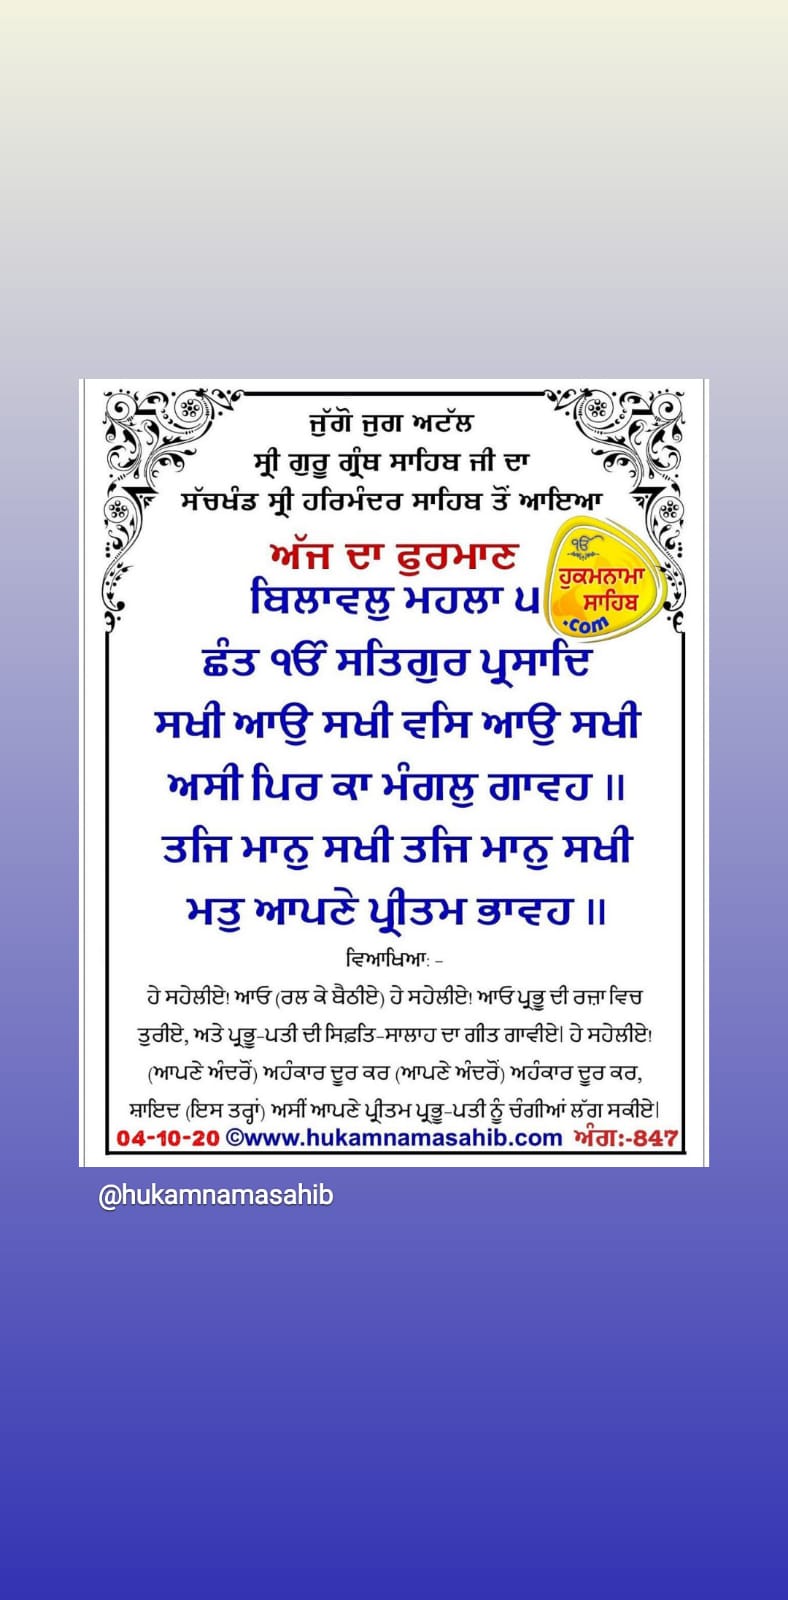 ਜੁੱਗੋ ਜੁਗ ਅਟੱਲ
ਸ੍ਰੀ ਗੁਰੂ ਗ੍ਰੰਥ ਸਾਹਿਬ ਜੀ ਦਾ
ਸੱਚਖੰਡ ਸ੍ਰੀ ਹਰਿਮੰਦਰ ਸਾਹਿਬ ਤੋਂ ਆਇਆ
ਅੱਜ ਦਾ ਫੁਰਮਾਣ
ੴ
ਹੁਕਮਨਾਮਾ
ਸਾਹਿਬ
.com
ਬਿਲਾਵਲੁ ਮਹਲਾ ੫
ਛੰਤ ੴ ਸਤਿਗੁਰ ਪ੍ਰਸਾਦਿ
ਸਖੀ ਆਉ ਸਖੀ ਵਸਿ ਆਉ ਸਖੀ
ਅਸੀ ਪਿਰ ਕਾ ਮੰਗਲੁ ਗਾਵਹ ॥
ਤਜਿ ਮਾਨੁ ਸਖੀ ਤਜਿ ਮਾਨੁ ਸਖੀ
ਮਤੁ ਆਪਣੇ ਪ੍ਰੀਤਮ ਭਾਵਹ ॥
ਵਿਆਖਿਆ: -
ਹੇ ਸਹੇਲੀਏ! ਆਓ (ਰਲ ਕੇ ਬੈਠੀਏ) ਹੇ ਸਹੇਲੀਏ! ਆਓ ਪ੍ਰਭੂ ਦੀ ਰਜ਼ਾ ਵਿਚ
ਤੁਰੀਏ, ਅਤੇ ਪ੍ਰਭੂ-ਪਤੀ ਦੀ ਸਿਫ਼ਤਿ-ਸਾਲਾਹ ਦਾ ਗੀਤ ਗਾਵੀਏ। ਹੇ ਸਹੇਲੀਏ!
(ਆਪਣੇ ਅੰਦਰੋਂ) ਅਹੰਕਾਰ ਦੂਰ ਕਰ (ਆਪਣੇ ਅੰਦਰੋਂ) ਅਹੰਕਾਰ ਦੂਰ ਕਰ,
ਸ਼ਾਇਦ (ਇਸ ਤਰ੍ਹਾਂ) ਅਸੀਂ ਆਪਣੇ ਪ੍ਰੀਤਮ ਪ੍ਰਭੂ-ਪਤੀ ਨੂੰ ਚੰਗੀਆਂ ਲੱਗ ਸਕੀਏ।
04-10-20 ©www.hukamnamasahib.com ਅੰਗ:-847
@hukamnamasahib